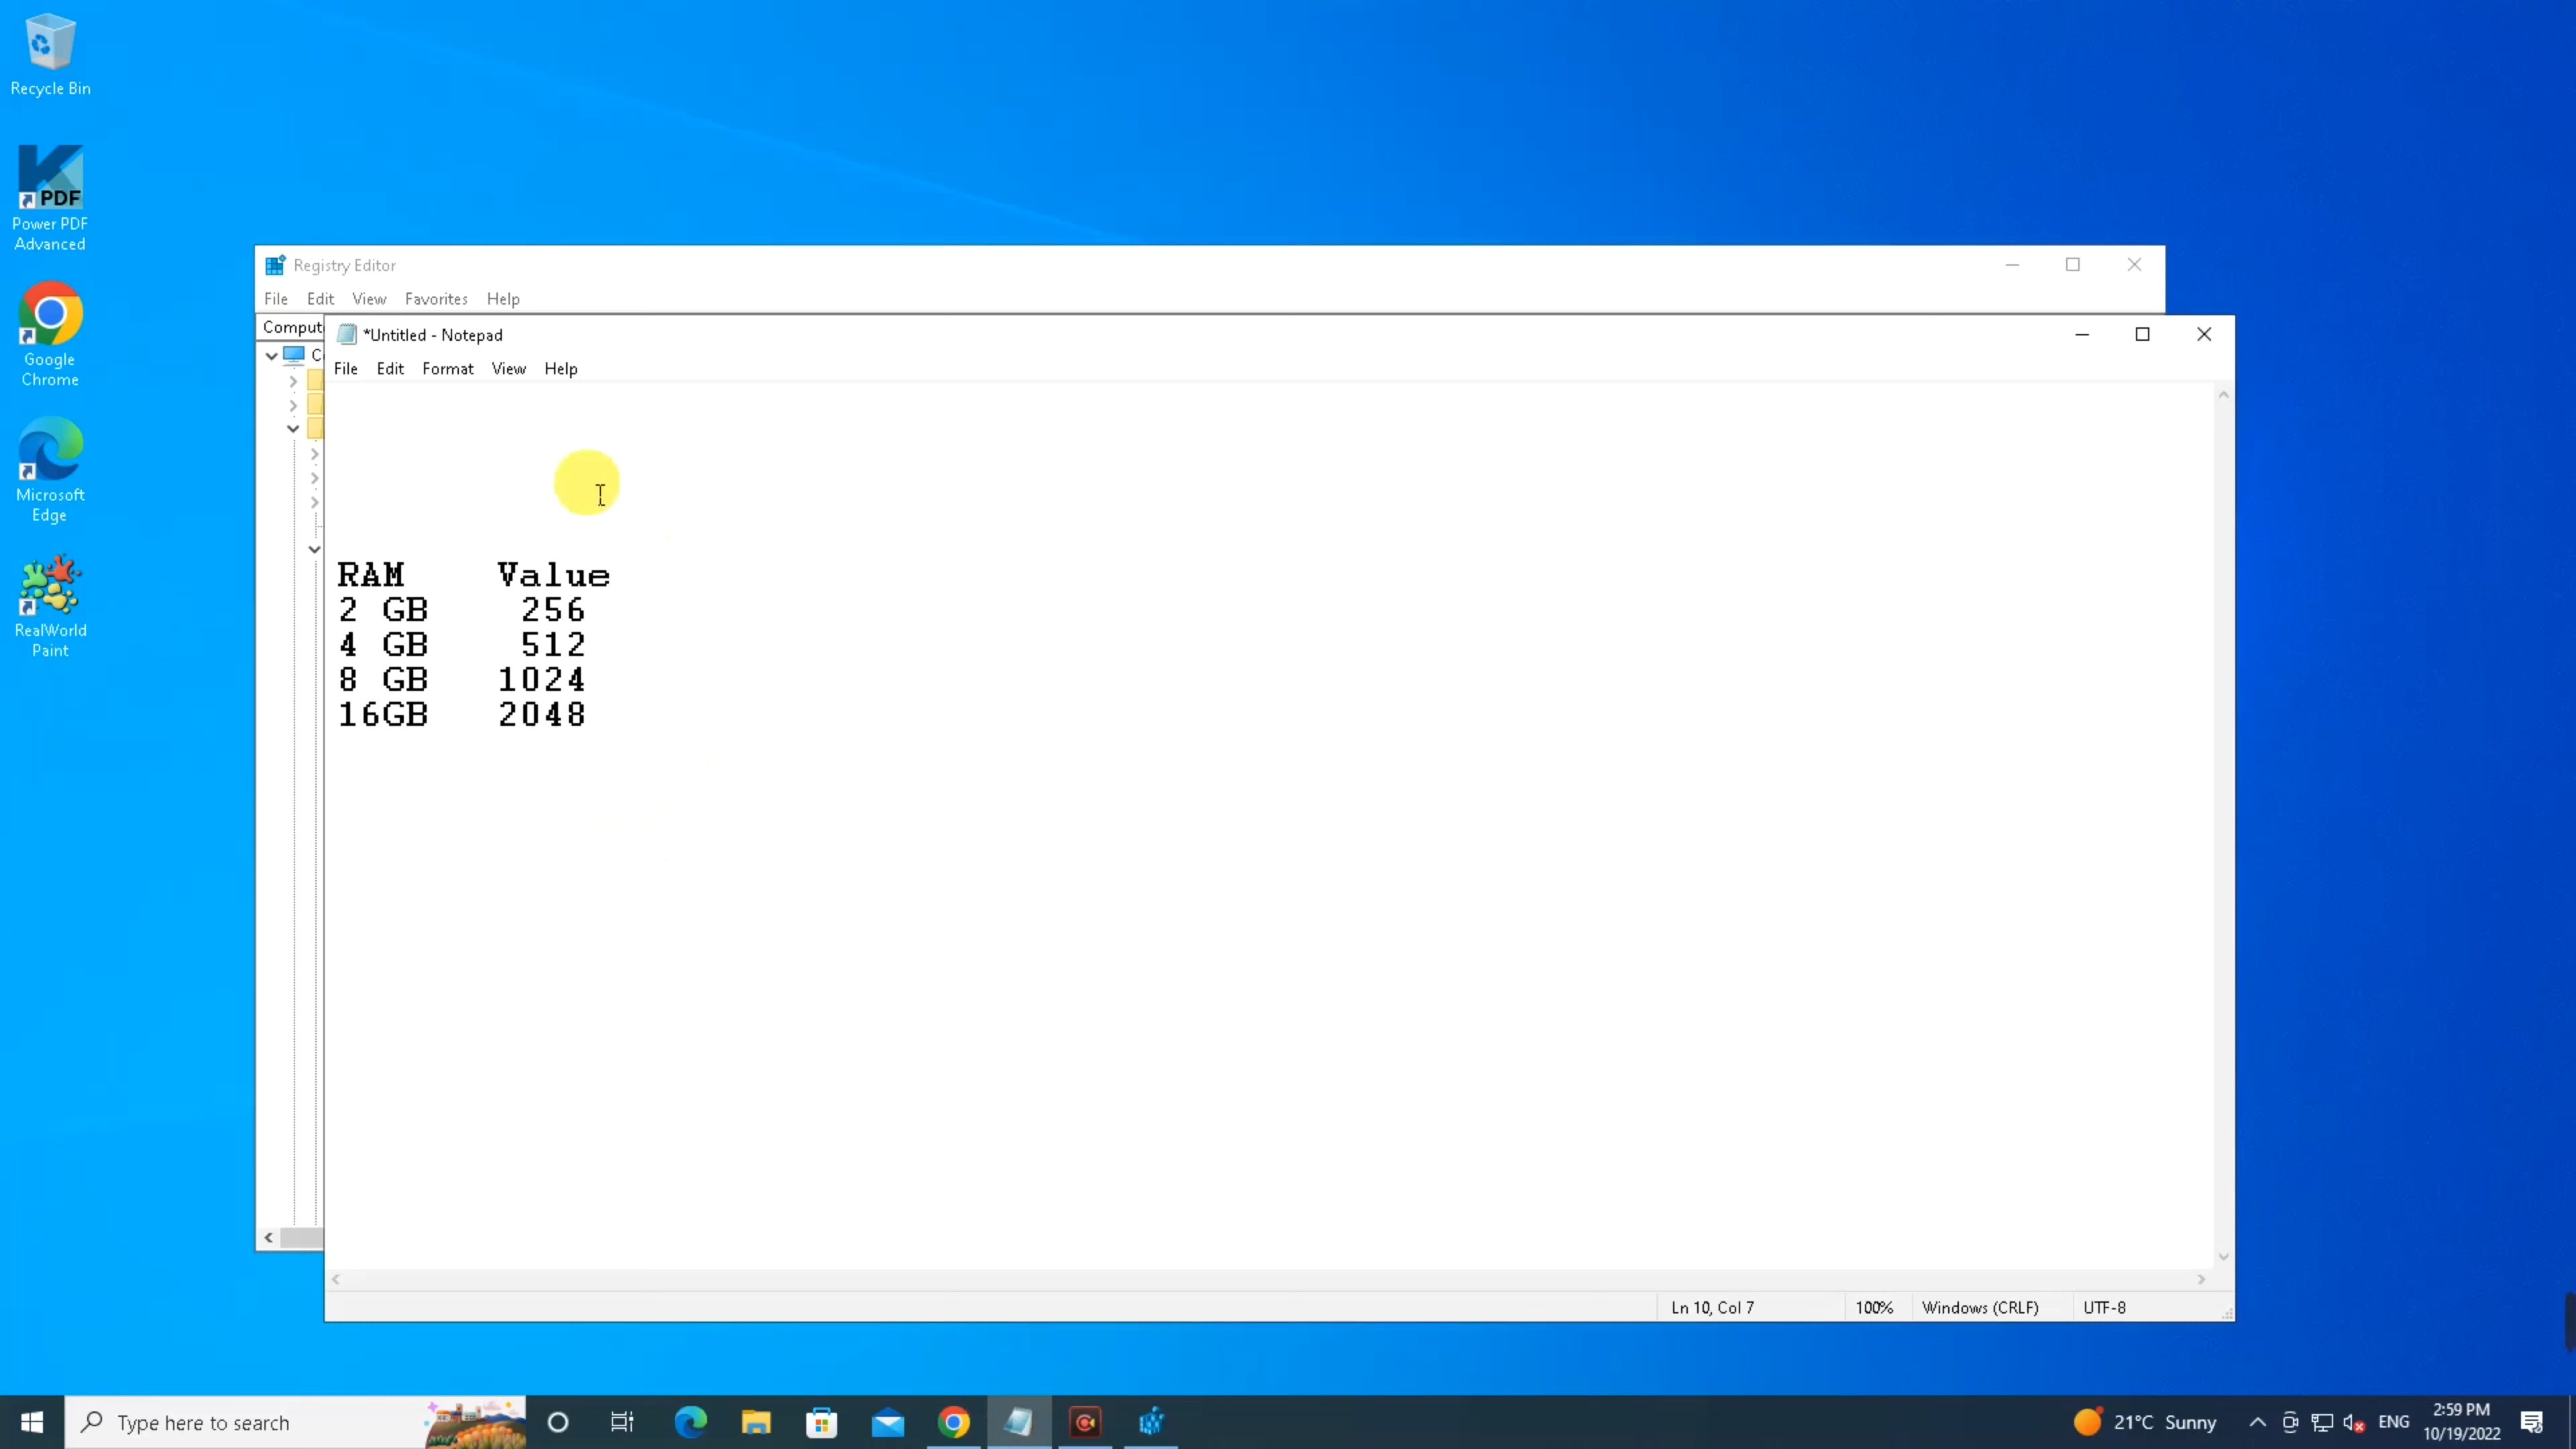 Recycle Bin
PDF
Power PDF
Advanced
Google
Chrome
Microsoft
Edge
RealWorld
Paint
Registry Editor
File Edit View Favorites Help
*Untitled - Notepad
File Edit Format View Help
RAM Value
2 GB 256
4 GB 512
8 GB 1024
16GB 2048
Ln 10, Col 7 100% Windows (CRLF) UTF-8
Type here to search
21°C Sunny
ENG
2:59 PM
10/19/2022